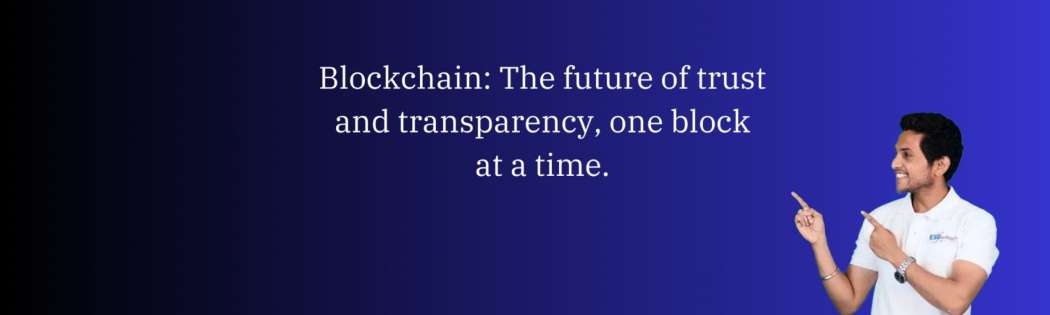 Blockchain: The future of trust
and transparency, one block
at a time.